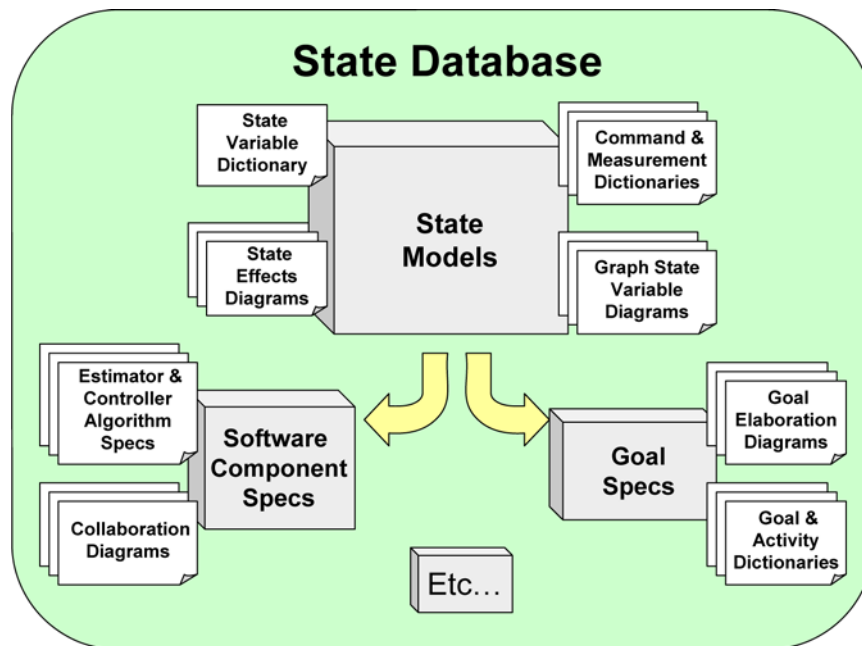 State Database
State
Variable
Dictionary
Command &
Measurement
Dictionaries
State
Models
State
Effects
Diagrams
Graph State
Variable
Diagrams
Estimator &
Controller
Algorithm
Specs
Software
Component
Specs
Collaboration
Diagrams
Goal
Specs
Goal
Elaboration
Diagrams
Goal &
Activity
Dictionaries
Etc…